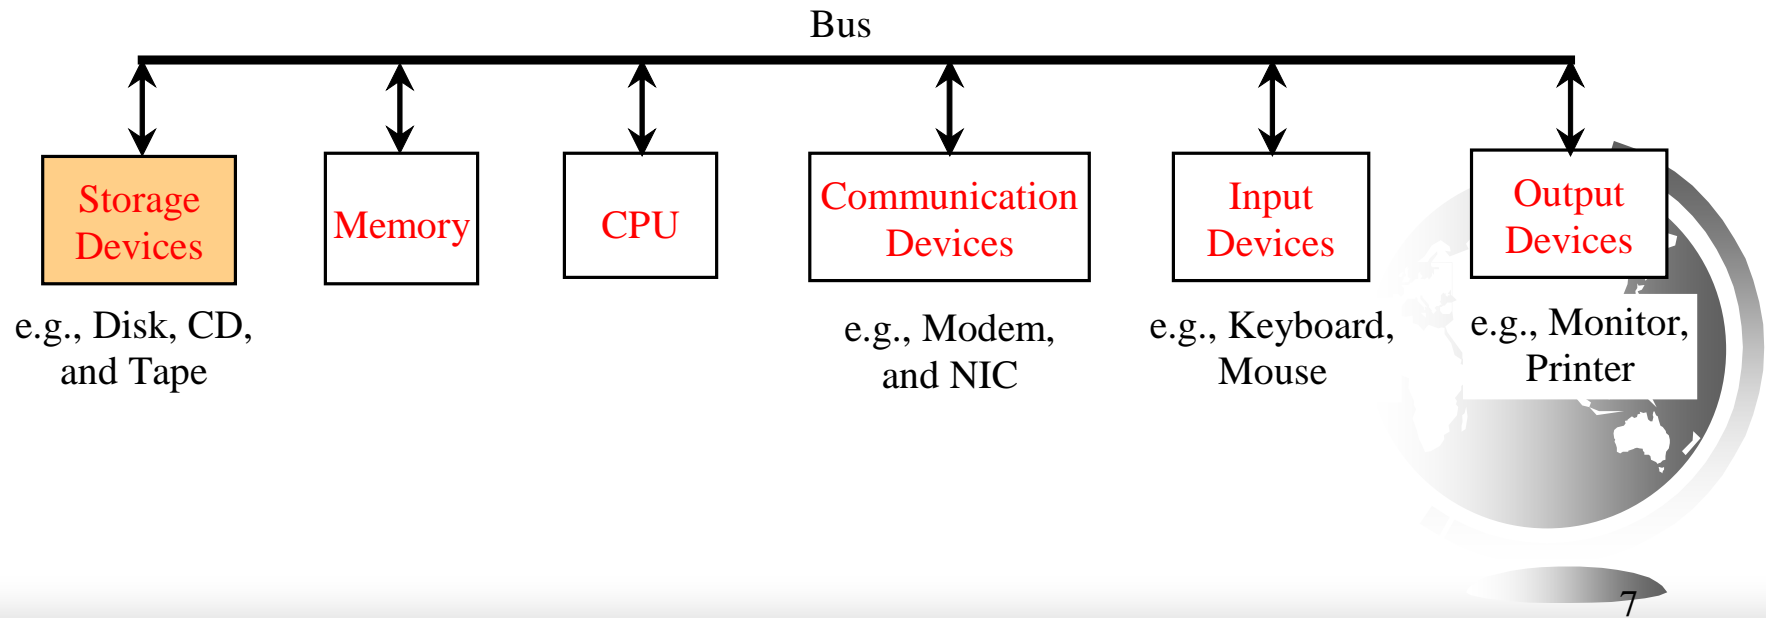 Bus
Storage
Devices
Memory
CPU
Communication
Devices
Input
Devices
Output
Devices
e.g., Disk, CD,
and Tape
e.g., Modem,
and NIC
e.g., Keyboard,
Mouse
e.g., Monitor,
Printer
7